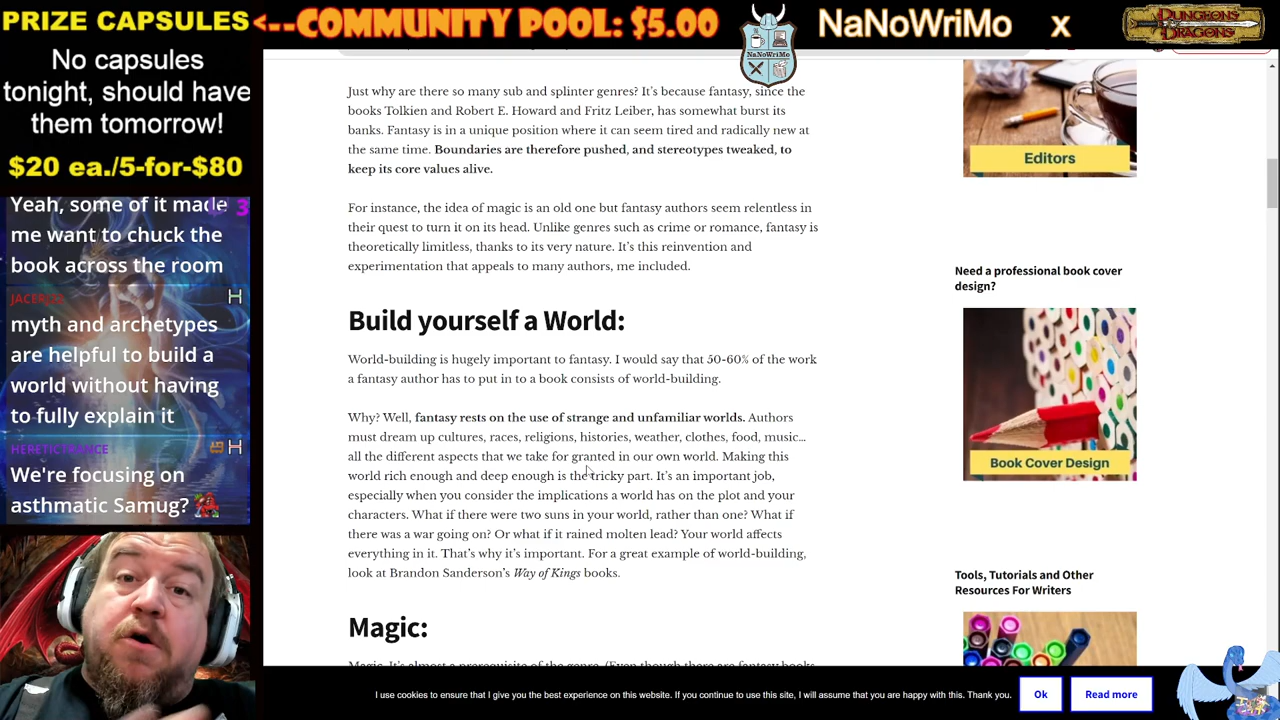 PRIZE CAPSULES
<--COMMUNITY POOL: $5.00
NaNoWriMo
NaNoWriMo
x
DUNGEONS
DRAGONS
No capsules
tonight, should have
them tomorrow!
$20 ea./5-for-$80
Yeah, some of it made
me want to chuck the
book across the room
3
myth and archetypes
are helpful to build a
world without having
to fully explain it
HERETICTRANCE
We're focusing on
asthmatic Samug?
Just why are there so many sub and splinter genres? It's because fantasy, since the
books Tolkien and Robert E. Howard and Fritz Leiber, has somewhat burst its
banks. Fantasy is in a unique position where it can seem tired and radically new at
the same time. Boundaries are therefore pushed, and stereotypes tweaked, to
keep its core values alive.
For instance, the idea of magic is an old one but fantasy authors seem relentless in
their quest to turn it on its head. Unlike genres such as crime or romance, fantasy is
theoretically limitless, thanks to its very nature. It's this reinvention and
experimentation that appeals to many authors, me included.
Build yourself a World:
World-building is hugely important to fantasy. I would say that 50-60% of the work
a fantasy author has to put in to a book consists of world-building.
Why? Well, fantasy rests on the use of strange and unfamiliar worlds. Authors
must dream up cultures, races, religions, histories, weather, clothes, food, music...
all the different aspects that we take for granted in our own world. Making this
world rich enough and deep enough is the tricky part. It's an important job,
especially when you consider the implications a world has on the plot and your
characters. What if there were two suns in your world, rather than one? What if
there was a war going on? Or what if it rained molten lead? Your world affects
everything in it. That's why it's important. For a great example of world-building,
look at Brandon Sanderson's Way of Kings books.
Magic:
Magic. It's almost a prerequisite of the genre. (Even though there are fantasy books
Editors
Need a professional book cover
design?
Book Cover Design
Tools, Tutorials and Other
Resources For Writers
I use cookies to ensure that I give you the best experience on this website. If you continue to use this site, I will assume that you are happy with this. Thank you.
Ok
Read more